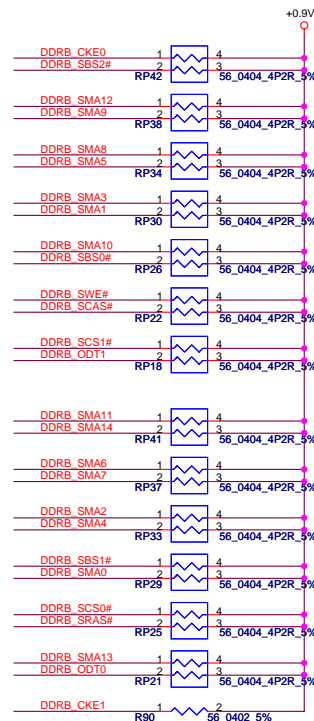 +0.9V
DDRB_CKE0 1 4
DDRB_SBS2# 2 3
RP42 56_0404_4P2R_5%
DDRB_SMA12 1 4
DDRB_SMA9 2 3
RP38 56_0404_4P2R_5%
DDRB_SMA8 1 4
DDRB_SMA5 2 3
RP34 56_0404_4P2R_5%
DDRB_SMA3 1 4
DDRB_SMA1 2 3
RP30 56_0404_4P2R_5%
DDRB_SMA10 1 4
DDRB_SBS0# 2 3
RP26 56_0404_4P2R_5%
DDRB_SWE# 1 4
DDRB_SCAS# 2 3
RP22 56_0404_4P2R_5%
DDRB_SCS1# 1 4
DDRB_ODT1 2 3
RP18 56_0404_4P2R_5%
DDRB_SMA11 1 4
DDRB_SMA14 2 3
RP41 56_0404_4P2R_5%
DDRB_SMA6 1 4
DDRB_SMA7 2 3
RP37 56_0404_4P2R_5%
DDRB_SMA2 1 4
DDRB_SMA4 2 3
RP33 56_0404_4P2R_5%
DDRB_SBS1# 1 4
DDRB_SMA0 2 3
RP29 56_0404_4P2R_5%
DDRB_SCS0# 1 4
DDRB_SRAS# 2 3
RP25 56_0404_4P2R_5%
DDRB_SMA13 1 4
DDRB_ODT0 2 3
RP21 56_0404_4P2R_5%
DDRB_CKE1 1 2
R90 56_0402_5%